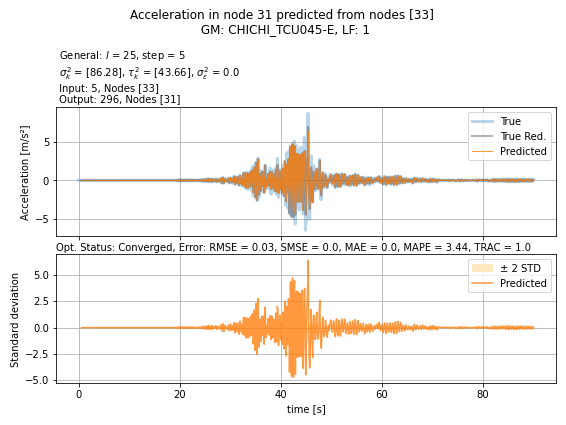 Acceleration in node 31 predicted from nodes [33]
GM: CHICHI_TCU045-E, LF: 1
General: l = 25, step = 5
σ²ₖ = [86.28], τ²ₖ = [43.66], σ²ε = 0.0
Input: 5, Nodes [33]
Output: 296, Nodes [31]
Acceleration [m/s²]
5
0
−5
True
True Red.
Predicted
Opt. Status: Converged, Error: RMSE = 0.03, SMSE = 0.0, MAE = 0.0, MAPE = 3.44, TRAC = 1.0
Standard deviation
5.0
2.5
0.0
−2.5
−5.0
± 2 STD
Predicted
0 20 40 60 80
time [s]